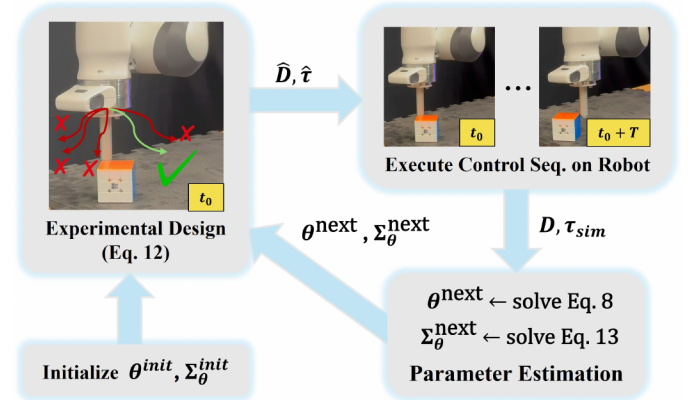 t₀
Experimental Design
(Eq. 12)
D̂, τ̂
...
t₀
t₀ + T
Execute Control Seq. on Robot
D, τ_sim
θ^next , Σ_θ^next
θ^next ← solve Eq. 8
Σ_θ^next ← solve Eq. 13
Parameter Estimation
Initialize θ^init, Σ_θ^init